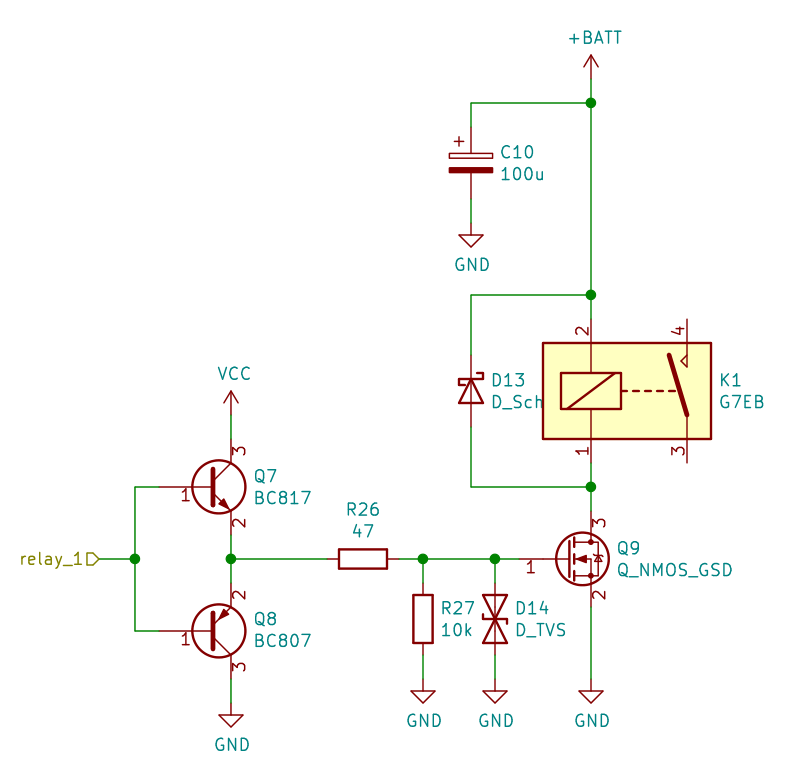 +BATT
+
C10
100u
GND
2
4
VCC
D13
D_Sch
K1
G7EB
3
1
3
Q7
1
BC817
2
R26
47
3
relay_1
Q9
1
Q_NMOS_GSD
2
2
Q8
1
BC807
3
R27
10k
D14
D_TVS
GND
GND
GND
GND